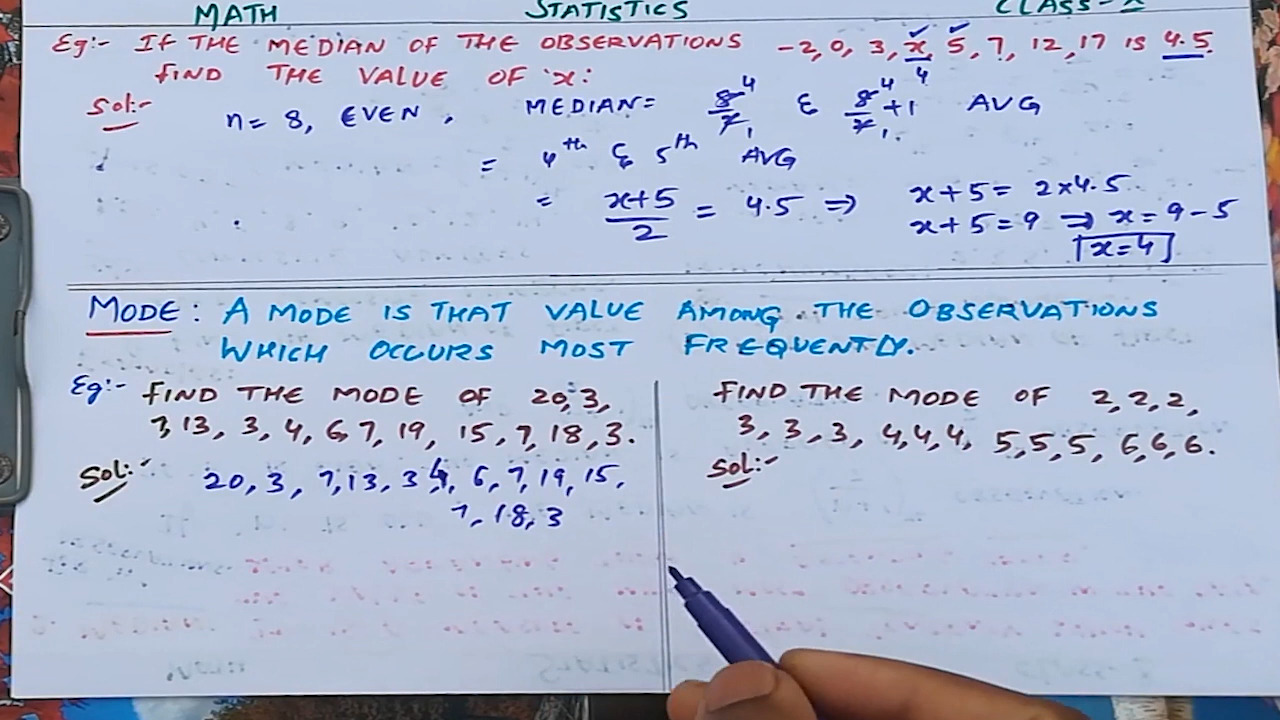 MATH STATISTICS CLASS-X
Eg:- IF THE MEDIAN OF THE OBSERVATIONS -2, 0, 3, x, 5, 7, 12, 17 IS 4.5.
4
FIND THE VALUE OF 'x':
Sol:- n = 8, EVEN, MEDIAN = 8/2 4 1 & 8/2 4 1 +1 AVG
= 4th & 5th AVG
= x+5/2 = 4.5 ⇒ x+5 = 2×4.5
x+5 = 9 ⇒ x = 9-5
x=4
MODE: A MODE IS THAT VALUE AMONG THE OBSERVATIONS
WHICH OCCURS MOST FREQUENTLY.
Eg:- FIND THE MODE OF 20, 3,
7, 13, 3, 4, 6, 7, 19, 15, 7, 18, 3.
Sol:- 20, 3, 7, 13, 3, 4, 6, 7, 19, 15,
7, 18, 3
FIND THE MODE OF 2, 2, 2,
3, 3, 3, 4, 4, 4, 5, 5, 5, 6, 6, 6.
Sol:-